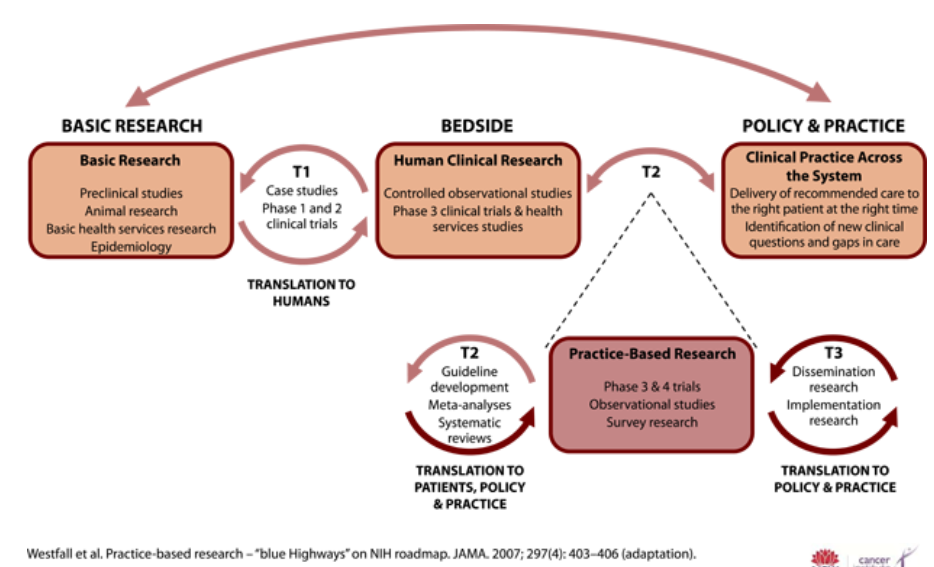 BASIC RESEARCH
BEDSIDE
POLICY & PRACTICE
Basic Research
Preclinical studies
Animal research
Basic health services research
Epidemiology
T1
Case studies
Phase 1 and 2
clinical trials
TRANSLATION TO
HUMANS
Human Clinical Research
Controlled observational studies
Phase 3 clinical trials & health
services studies
T2
Clinical Practice Across
the System
Delivery of recommended care to
the right patient at the right time
Identification of new clinical
questions and gaps in care
T2
Guideline
development
Meta-analyses
Systematic
reviews
TRANSLATION TO
PATIENTS, POLICY
& PRACTICE
Practice-Based Research
Phase 3 & 4 trials
Observational studies
Survey research
T3
Dissemination
research
Implementation
research
TRANSLATION TO
POLICY & PRACTICE
Westfall et al. Practice-based research – “blue Highways” on NIH roadmap. JAMA. 2007; 297(4): 403–406 (adaptation).
cancer